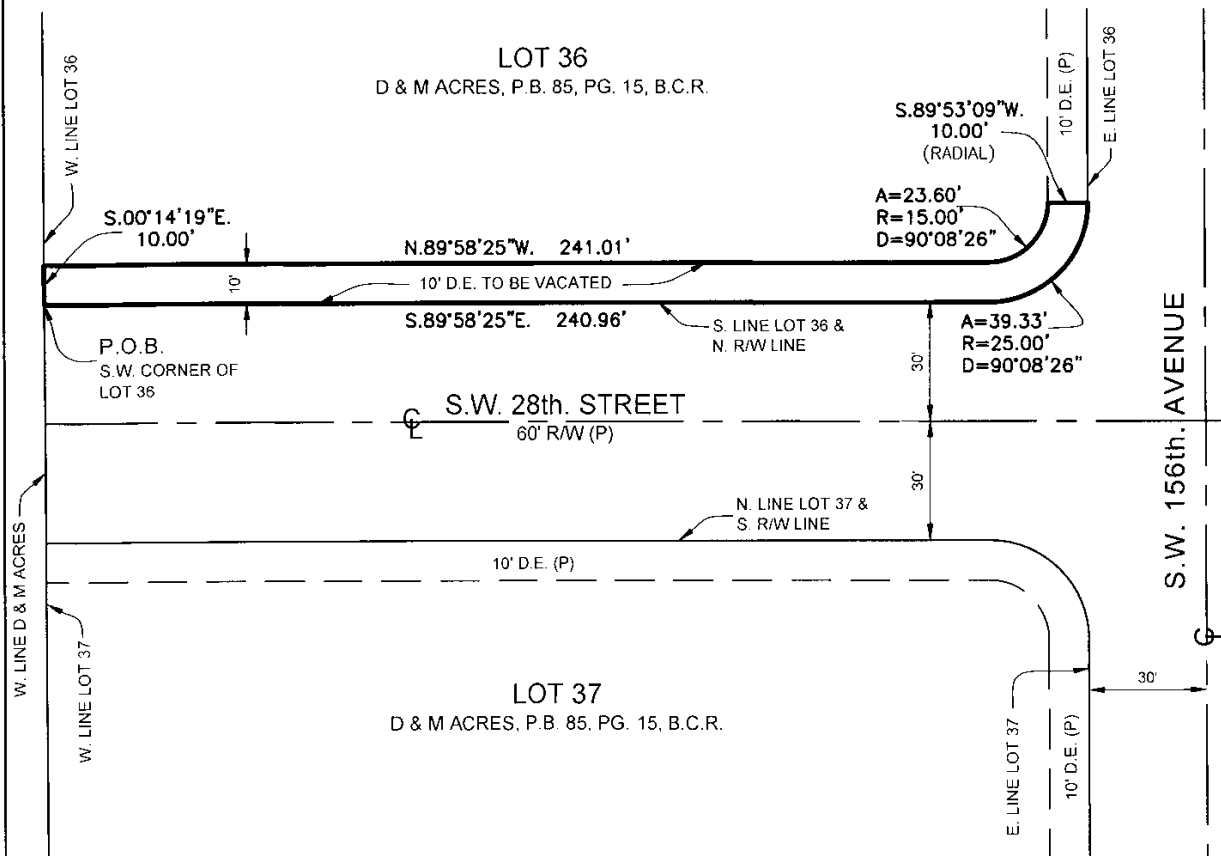 LOT 36
D & M ACRES, P.B. 85, PG. 15, B.C.R.
W. LINE LOT 36
S.89°53'09"W.
10.00'
(RADIAL)
10' D.E. (P)
E. LINE LOT 36
S.00°14'19"E.
10.00'
A=23.60'
R=15.00'
D=90°08'26"
N.89°58'25"W. 241.01'
10'
10' D.E. TO BE VACATED
S.89°58'25"E. 240.96'
S. LINE LOT 36 &
N. R/W LINE
A=39.33'
R=25.00'
D=90°08'26"
P.O.B.
S.W. CORNER OF
LOT 36
30'
S.W. 28th. STREET
60' R/W (P)
CL
S.W. 156th. AVENUE
30'
N. LINE LOT 37 &
S. R/W LINE
10' D.E. (P)
W. LINE D & M ACRES
W. LINE LOT 37
LOT 37
D & M ACRES, P.B. 85, PG. 15, B.C.R.
E. LINE LOT 37
10' D.E. (P)
30'